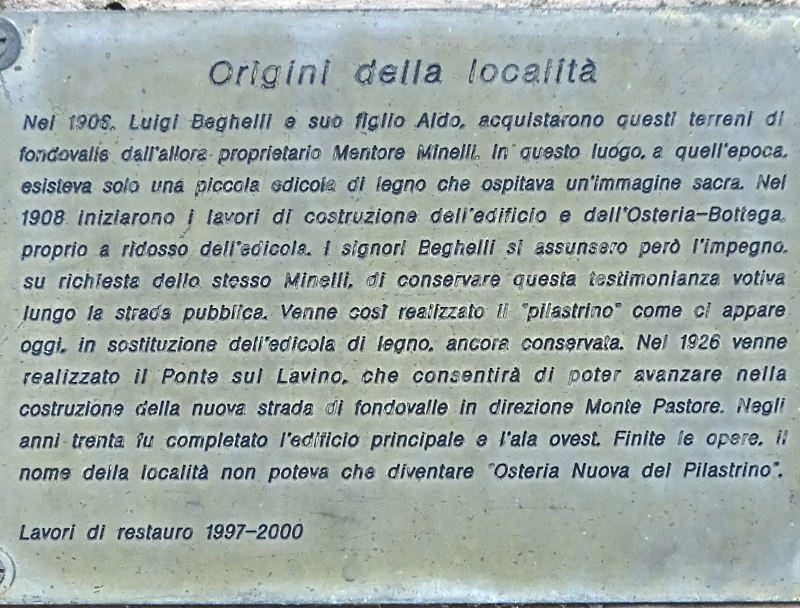 Origini della località
Nel 1906, Luigi Beghelli e suo figlio Aldo, acquistarono questi terreni di
fondovalle dall'allora proprietario Mentore Minelli. In questo luogo, a quell'epoca,
esisteva solo una piccola edicola di legno che ospitava un'immagine sacra. Nel
1908 iniziarono i lavori di costruzione dell'edificio e dell'Osteria-Bottega,
proprio a ridosso dell'edicola. I signori Beghelli si assunsero però l'impegno,
su richiesta dello stesso Minelli, di conservare questa testimonianza votiva
lungo la strada pubblica. Venne così realizzato il "pilastrino" come ci appare
oggi, in sostituzione dell'edicola di legno, ancora conservata. Nel 1926 venne
realizzato il Ponte sul Lavino, che consentirà di poter avanzare nella
costruzione della nuova strada di fondovalle in direzione Monte Pastore. Negli
anni trenta fu completato l'edificio principale e l'ala ovest. Finite le opere, il
nome della località non poteva che diventare "Osteria Nuova del Pilastrino".
Lavori di restauro 1997-2000